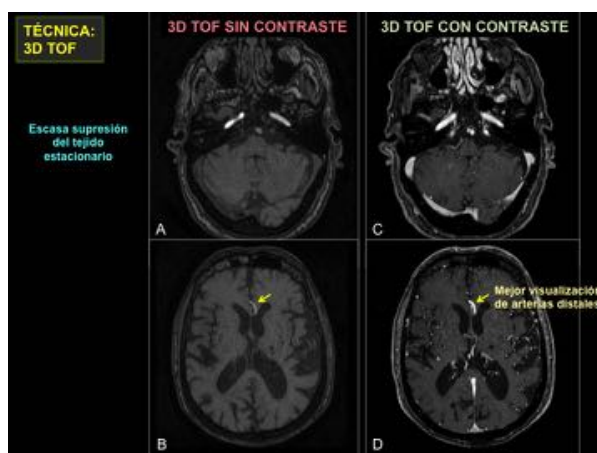 TÉCNICA:
3D TOF
3D TOF SIN CONTRASTE
3D TOF CON CONTRASTE
Escasa supresión
del tejido
estacionario
A
C
Mejor visualización
de arterias distales
B
D